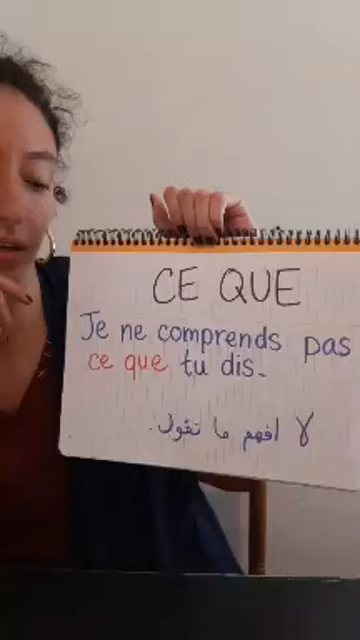 CE QUE
Je ne comprends pas
ce que tu dis.
لا افهم ما تقول.